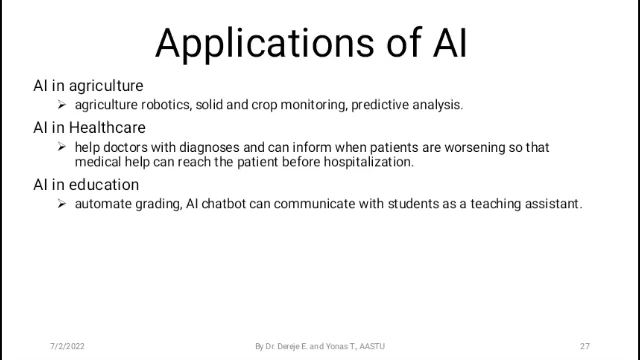 Applications of AI
AI in agriculture
➢ agriculture robotics, solid and crop monitoring, predictive analysis.
AI in Healthcare
➢ help doctors with diagnoses and can inform when patients are worsening so that
medical help can reach the patient before hospitalization.
AI in education
➢ automate grading, AI chatbot can communicate with students as a teaching assistant.
7/2/2022
By Dr. Dereje E. and Yonas T., AASTU
27